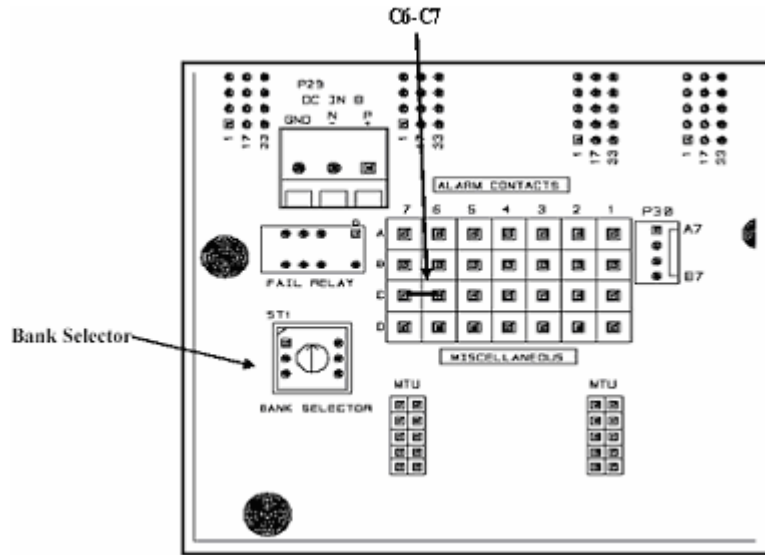 C6-C7
P29
DC IN B
GND N P
- +
1 17 33
1 17 33
1 17 33
1 17 33
ALARM CONTACTS
7 6 5 4 3 2 1
P30
A
A7
B
B7
C
D
FAIL RELAY
ST1
Bank Selector
MISCELLANEOUS
BANK SELECTOR
MTU
MTU